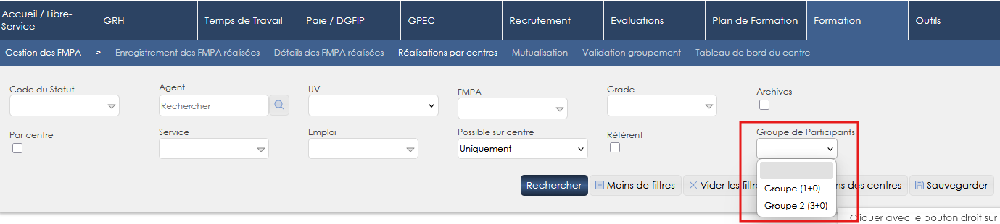 Accueil / Libre-
Service
GRH
Temps de Travail
Paie / DGFIP
GPEC
Recrutement
Evaluations
Plan de Formation
Formation
Outils
Gestion des FMPA > Enregistrement des FMPA réalisées Détails des FMPA réalisées Réalisations par centres Mutualisation Validation groupement Tableau de bord du centre
Code du Statut
Agent
Rechercher
UV
FMPA
Grade
Archives
Par centre
Service
Emploi
Possible sur centre
Uniquement
Référent
Groupe de Participants
Groupe (1+0)
Groupe 2 (3+0)
Rechercher
Moins de filtres
Vider les filtre
ns des centres
Sauvegarder
Cliquer avec le bouton droit sur